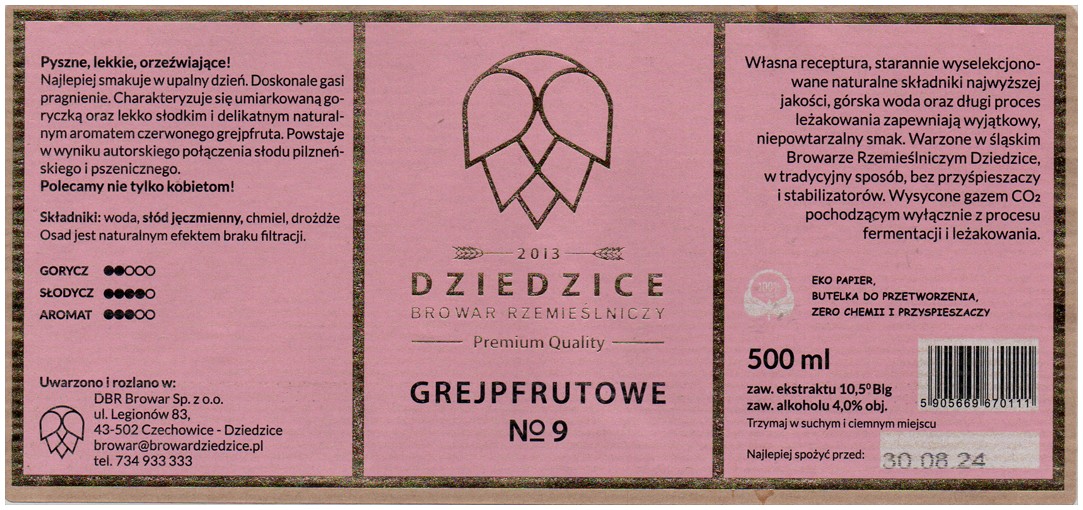 Pyszne, lekkie, orzeźwiające!
Najlepiej smakuje w upalny dzień. Doskonale gasi
pragnienie. Charakteryzuje się umiarkowaną go-
ryczką oraz lekko słodkim i delikatnym natural-
nym aromatem czerwonego grejpfruta. Powstaje
w wyniku autorskiego połączenia słodu pilzneń-
skiego i pszenicznego.
Polecamy nie tylko kobietom!
Składniki: woda, słód jęczmienny, chmiel, drożdże
Osad jest naturalnym efektem braku filtracji.
GORYCZ
SŁODYCZ
AROMAT
Uwarzono i rozlano w:
DBR Browar Sp. z o.o.
ul. Legionów 83,
43-502 Czechowice - Dziedzice
browar@browardziedzice.pl
tel. 734 933 333
2013
DZIEDZICE
BROWAR RZEMIEŚLNICZY
Premium Quality
GREJPFRUTOWE
№ 9
Własna receptura, starannie wyselekcjono-
wane naturalne składniki najwyższej
jakości, górska woda oraz długi proces
leżakowania zapewniają wyjątkowy,
niepowtarzalny smak. Warzone w śląskim
Browarze Rzemieślniczym Dziedzice,
w tradycyjny sposób, bez przyśpieszaczy
i stabilizatorów. Wysycone gazem CO₂
pochodzącym wyłącznie z procesu
fermentacji i leżakowania.
100%
EKO PAPIER,
BUTELKA DO PRZETWORZENIA,
ZERO CHEMII I PRZYSPIESZACZY
500 ml
zaw. ekstraktu 10,5⁰ Blg
zaw. alkoholu 4,0% obj.
Trzymaj w suchym i ciemnym miejscu
5 905669 670111
Najlepiej spożyć przed: 30 08 24